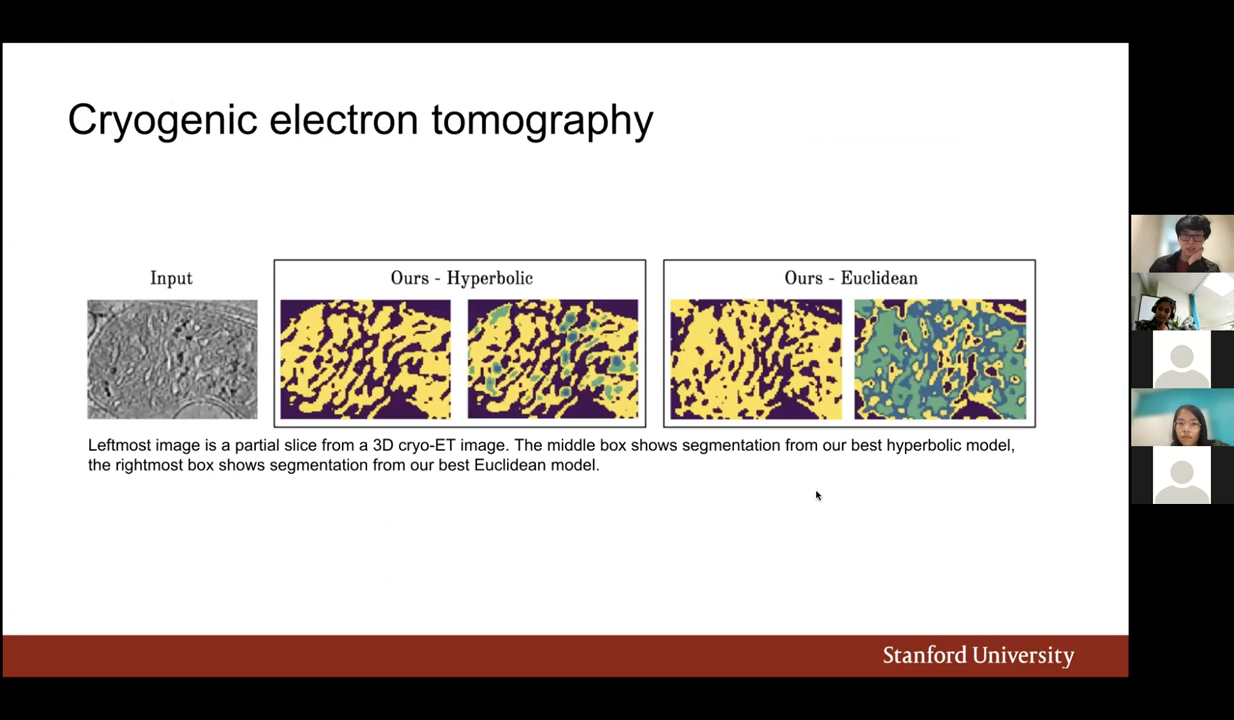 Cryogenic electron tomography
Input
Ours - Hyperbolic
Ours - Euclidean
Leftmost image is a partial slice from a 3D cryo-ET image. The middle box shows segmentation from our best hyperbolic model,
the rightmost box shows segmentation from our best Euclidean model.
Stanford University